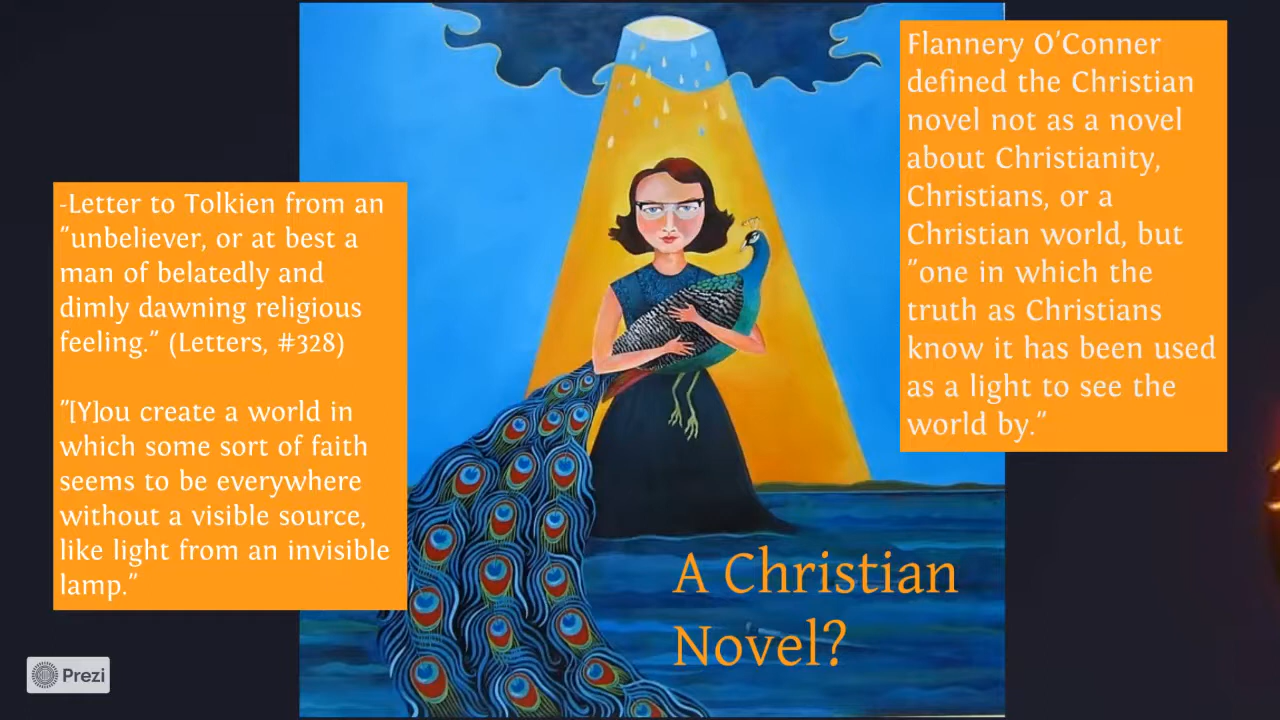 -Letter to Tolkien from an
"unbeliever, or at best a
man of belatedly and
dimly dawning religious
feeling." (Letters, #328)
"[Y]ou create a world in
which some sort of faith
seems to be everywhere
without a visible source,
like light from an invisible
lamp."
Flannery O'Conner
defined the Christian
novel not as a novel
about Christianity,
Christians, or a
Christian world, but
"one in which the
truth as Christians
know it has been used
as a light to see the
world by."
A Christian
Novel?
Prezi